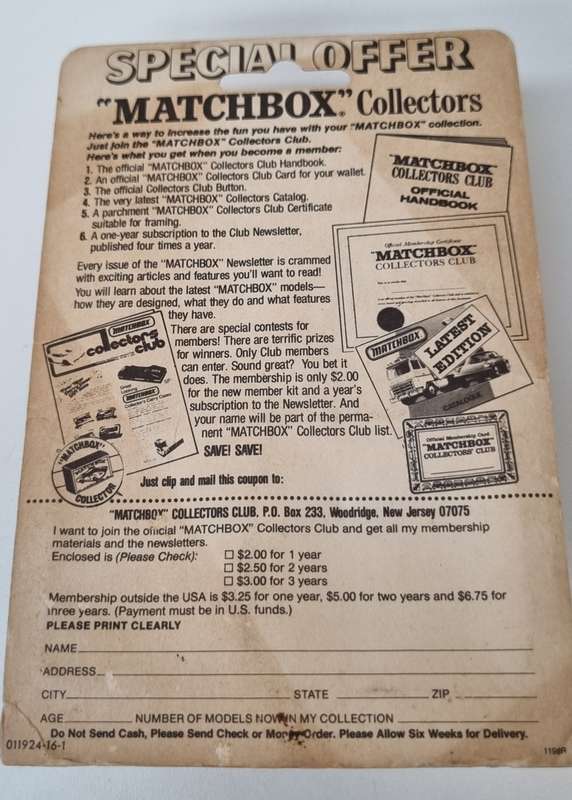 SPECIAL OFFER
"MATCHBOX" Collectors
Here's a way to increase the fun you have with your "MATCHBOX" collection.
Just join the "MATCHBOX" Collectors Club.
Here's what you get when you become a member:
1. The official "MATCHBOX" Collectors Club Handbook.
2. An official "MATCHBOX" Collectors Club Card for your wallet.
3. The official Collectors Club Button.
4. The very latest "MATCHBOX" Collectors Catalog.
5. A parchment "MATCHBOX" Collectors Club Certificate
suitable for framing.
6. A one-year subscription to the Club Newsletter,
published four times a year.
Every issue of the "MATCHBOX" Newsletter is crammed
with exciting articles and features you'll want to read!
You will learn about the latest "MATCHBOX" models—
how they are designed, what they do and what features
they have.
There are special contests for
members! There are terrific prizes
for winners. Only Club members
can enter. Sound great? You bet it
does. The membership is only $2.00
for the new member kit and a year's
subscription to the Newsletter. And
your name will be part of the perma-
nent "MATCHBOX" Collectors Club list.
SAVE! SAVE!
Just clip and mail this coupon to:
"MATCHBOX"
COLLECTORS CLUB
OFFICIAL
HANDBOOK
Official Membership Certificate
"MATCHBOX"
COLLECTORS CLUB
MATCHBOX
LATEST
EDITION
CATALOGUE
Official Membership Card
"MATCHBOX"
COLLECTORS' CLUB
MATCHBOX
collectors
club
"MATCHBOX"
COLLECTOR
"MATCHBOX" COLLECTORS CLUB, P.O. Box 233, Woodridge, New Jersey 07075
I want to join the official "MATCHBOX" Collectors Club and get all my membership
materials and the newsletters.
Enclosed is (Please Check):
☐ $2.00 for 1 year
☐ $2.50 for 2 years
☐ $3.00 for 3 years
Membership outside the USA is $3.25 for one year, $5.00 for two years and $6.75 for
three years. (Payment must be in U.S. funds.)
PLEASE PRINT CLEARLY
NAME
ADDRESS
CITY STATE ZIP
AGE NUMBER OF MODELS NOW IN MY COLLECTION
Do Not Send Cash, Please Send Check or Money Order. Please Allow Six Weeks for Delivery.
011924-16-1
1198R